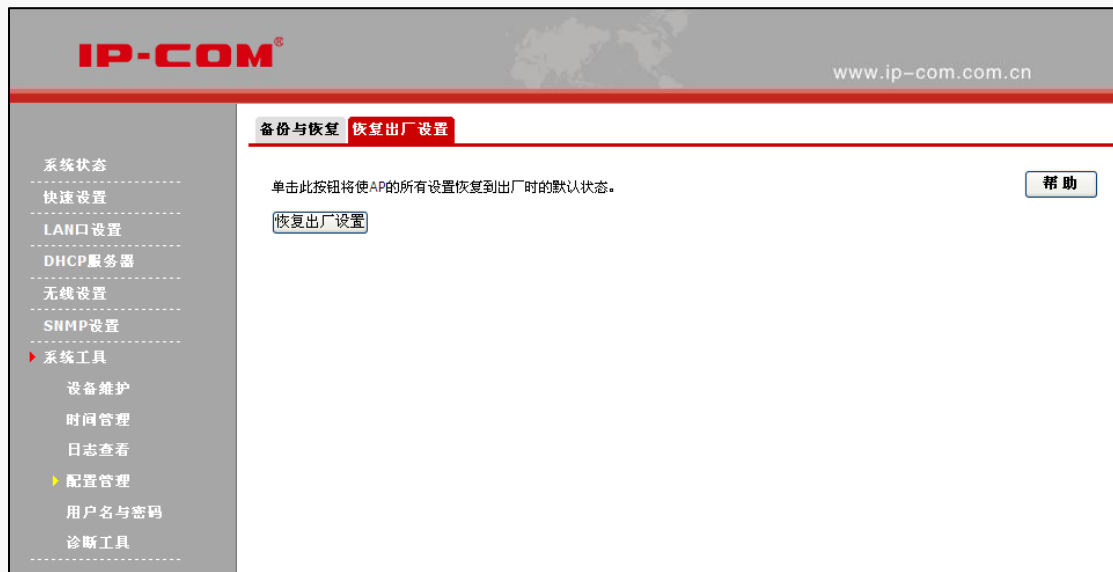 IP-COM®
www.ip-com.com.cn
备份与恢复 恢复出厂设置
系统状态
快速设置
LAN口设置
DHCP服务器
无线设置
SNMP设置
系统工具
设备维护
时间管理
日志查看
配置管理
用户名与密码
诊断工具
单击此按钮将使AP的所有设置恢复到出厂时的默认状态。
恢复出厂设置
帮助